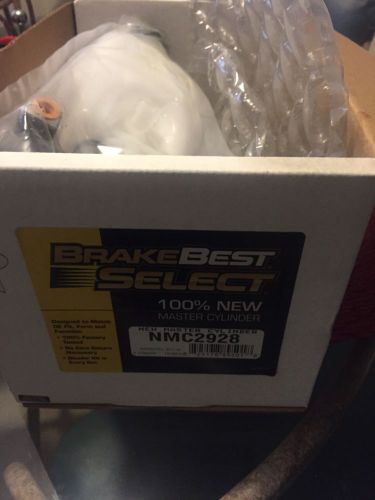 BRAKEBEST
SELECT
100% NEW
MASTER CYLINDER
NEW MASTER CYLINDER
NMC2928
Designed to Match
OE Fit, Form and
Function
• 100% Factory
Tested
• No Core Return
Necessary
• Bleeder Kit in
Every Box